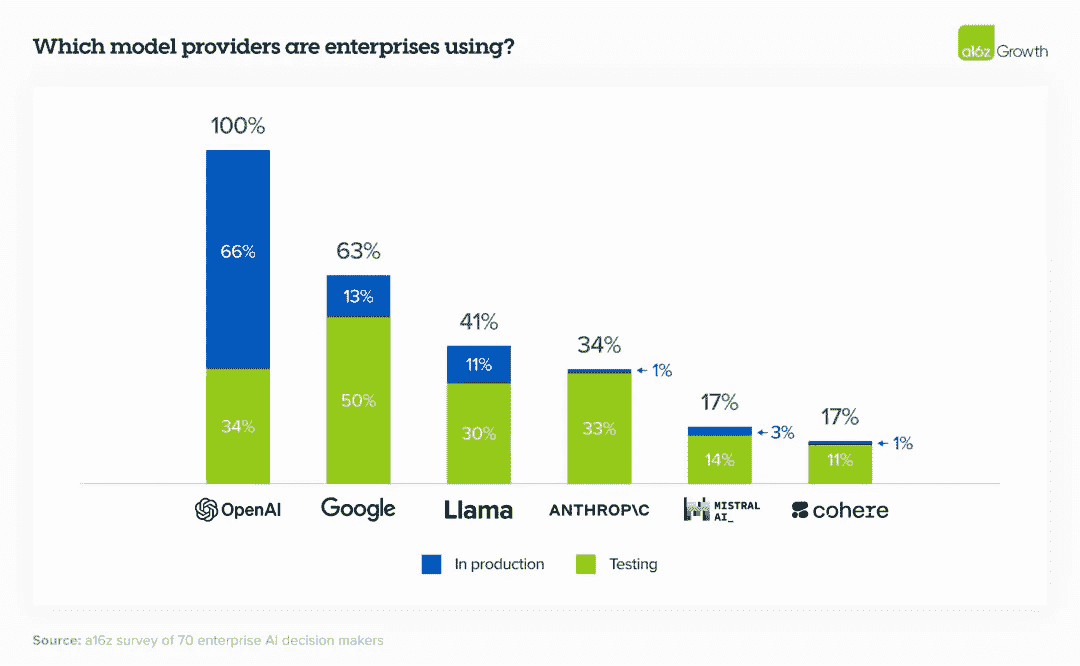 Which model providers are enterprises using?
a16z Growth
100%
66%
34%
63%
13%
50%
41%
11%
30%
34%
← 1%
33%
17%
← 3%
14%
17%
← 1%
11%
OpenAI
Google
Llama
ANTHROP\C
MISTRAL
AI_
cohere
In production
Testing
Source: a16z survey of 70 enterprise AI decision makers